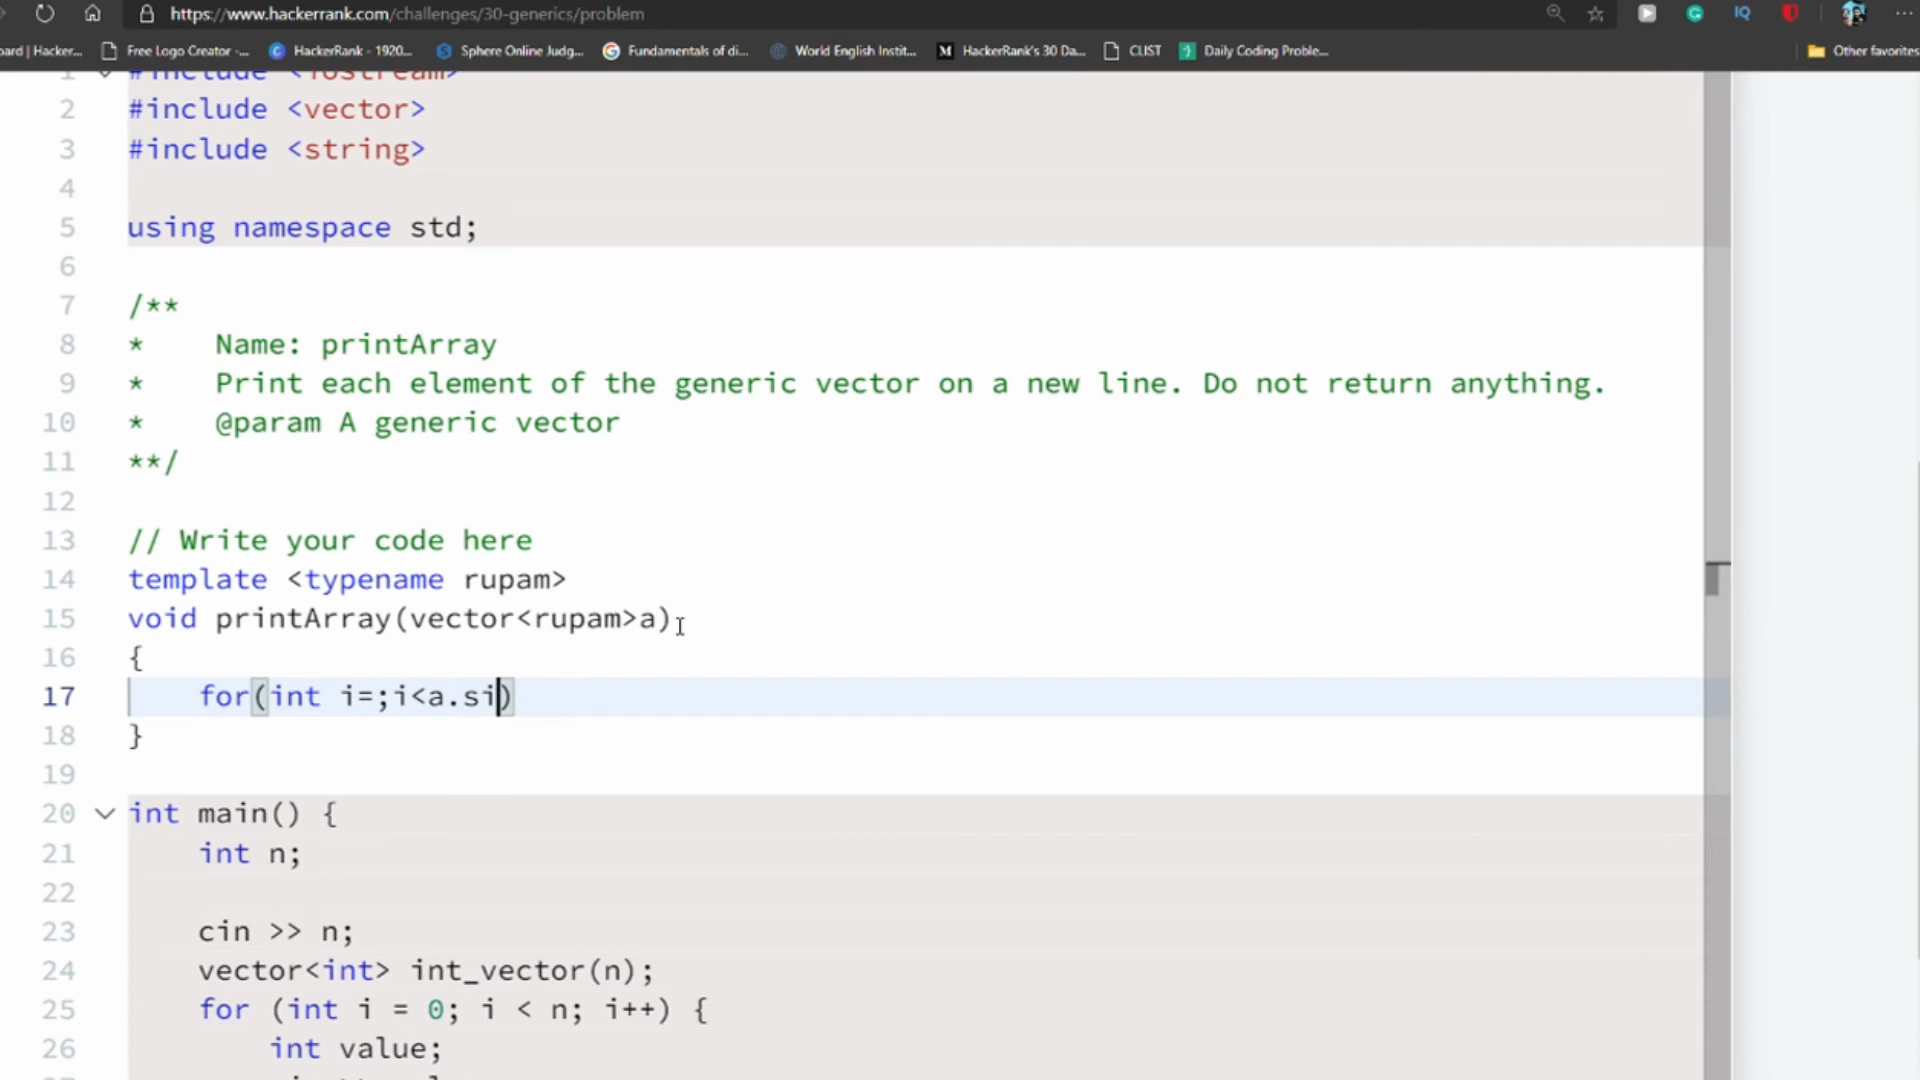 https://www.hackerrank.com/challenges/30-generics/problem
oard | Hacker... Free Logo Creator -... HackerRank - 1920... Sphere Online Judg... Fundamentals of di... World English Instit... HackerRank's 30 Da... CLIST Daily Coding Proble... Other favorites
1 #include <iostream>
2 #include <vector>
3 #include <string>
4
5 using namespace std;
6
7 /**
8 *    Name: printArray
9 *    Print each element of the generic vector on a new line. Do not return anything.
10 *    @param A generic vector
11 **/
12
13 // Write your code here
14 template <typename rupam>
15 void printArray(vector<rupam>a)
16 {
17     for(int i=;i<a.si)
18 }
19
20 int main() {
21     int n;
22
23     cin >> n;
24     vector<int> int_vector(n);
25     for (int i = 0; i < n; i++) {
26         int value;